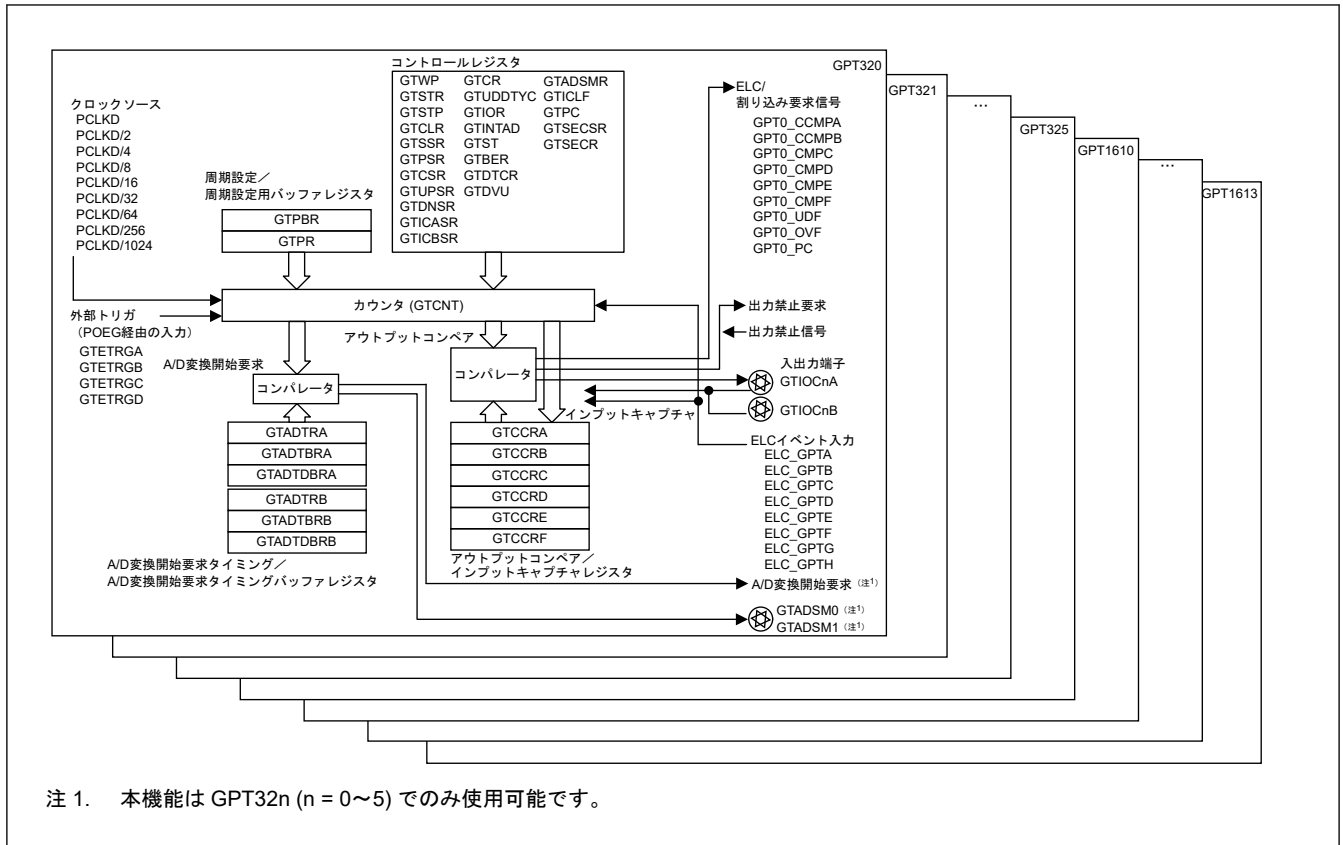 GPT320
GPT321
…
GPT325
GPT1610
…
GPT1613
クロックソース
PCLKD
PCLKD/2
PCLKD/4
PCLKD/8
PCLKD/16
PCLKD/32
PCLKD/64
PCLKD/256
PCLKD/1024
周期設定／
周期設定用バッファレジスタ
GTPBR
GTPR
コントロールレジスタ
GTWP GTCR GTADSMR
GTSTR GTUDDTYC GTICLF
GTSTP GTIOR GTPC
GTCLR GTINTAD GTSECSR
GTSSR GTST GTSECR
GTPSR GTBER
GTCSR GTDTCR
GTUPSR GTDVU
GTDNSR
GTICASR
GTICBSR
ELC/
割り込み要求信号
GPT0_CCMPA
GPT0_CCMPB
GPT0_CMPC
GPT0_CMPD
GPT0_CMPE
GPT0_CMPF
GPT0_UDF
GPT0_OVF
GPT0_PC
カウンタ (GTCNT)
外部トリガ
（POEG経由の入力）
GTETRGA
GTETRGB
GTETRGC
GTETRGD
A/D変換開始要求
アウトプットコンペア
コンパレータ
コンパレータ
出力禁止要求
出力禁止信号
入出力端子
GTIOCnA
GTIOCnB
インプットキャプチャ
GTADTRA
GTADTBRA
GTADTDBRA
GTADTRB
GTADTBRB
GTADTDBRB
A/D変換開始要求タイミング／
A/D変換開始要求タイミングバッファレジスタ
GTCCRA
GTCCRB
GTCCRC
GTCCRD
GTCCRE
GTCCRF
アウトプットコンペア／
インプットキャプチャレジスタ
ELCイベント入力
ELC_GPTA
ELC_GPTB
ELC_GPTC
ELC_GPTD
ELC_GPTE
ELC_GPTF
ELC_GPTG
ELC_GPTH
A/D変換開始要求（注1）
GTADSM0（注1）
GTADSM1（注1）
注 1. 本機能は GPT32n (n = 0～5) でのみ使用可能です。